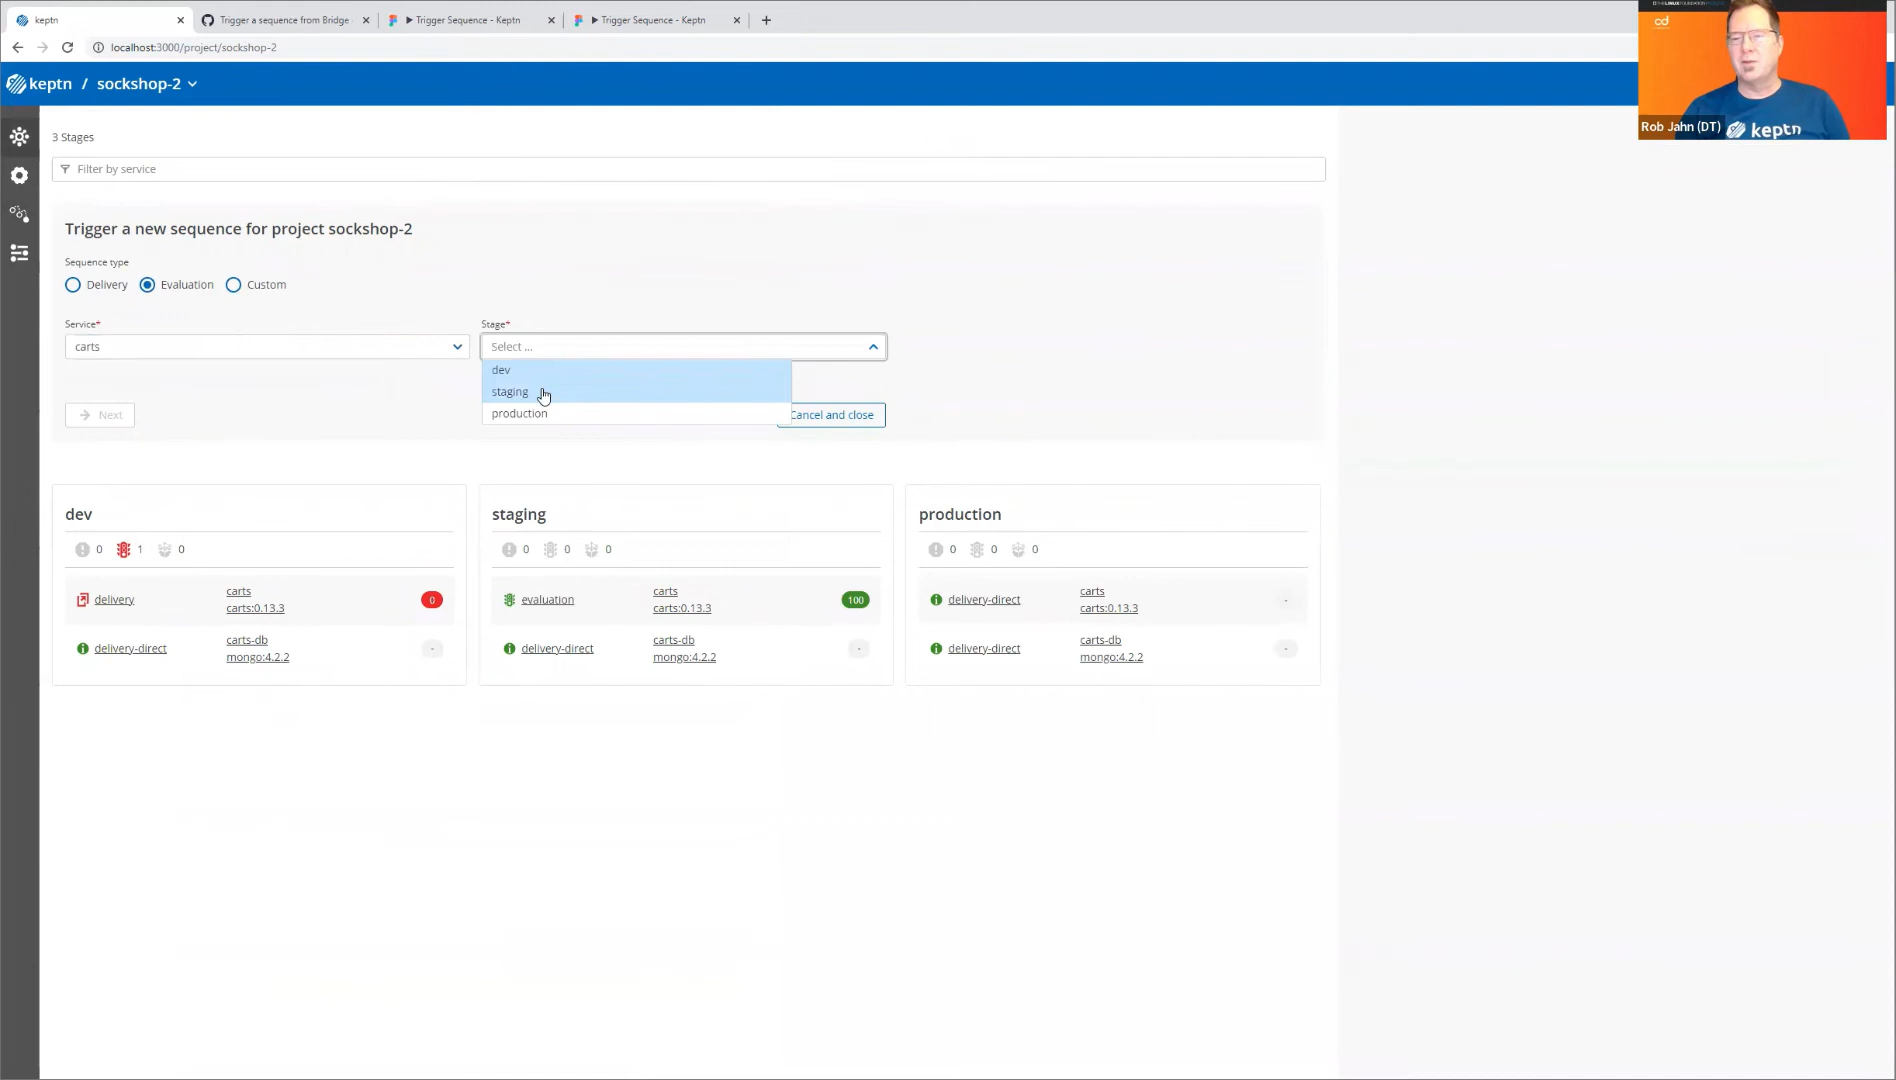 keptn
Trigger a sequence from Bridge
Trigger Sequence - Keptn
Trigger Sequence - Keptn
localhost:3000/project/sockshop-2
keptn / sockshop-2
3 Stages
Filter by service
Trigger a new sequence for project sockshop-2
Sequence type
Delivery
Evaluation
Custom
Service*
Stage*
carts
Select ...
dev
staging
production
Next
Cancel and close
dev
0 1 0
delivery
carts
carts:0.13.3
0
delivery-direct
carts-db
mongo:4.2.2
-
staging
0 0 0
evaluation
carts
carts:0.13.3
100
delivery-direct
carts-db
mongo:4.2.2
-
production
0 0 0
delivery-direct
carts
carts:0.13.3
-
delivery-direct
carts-db
mongo:4.2.2
-
cd
Rob Jahn (DT)
keptn